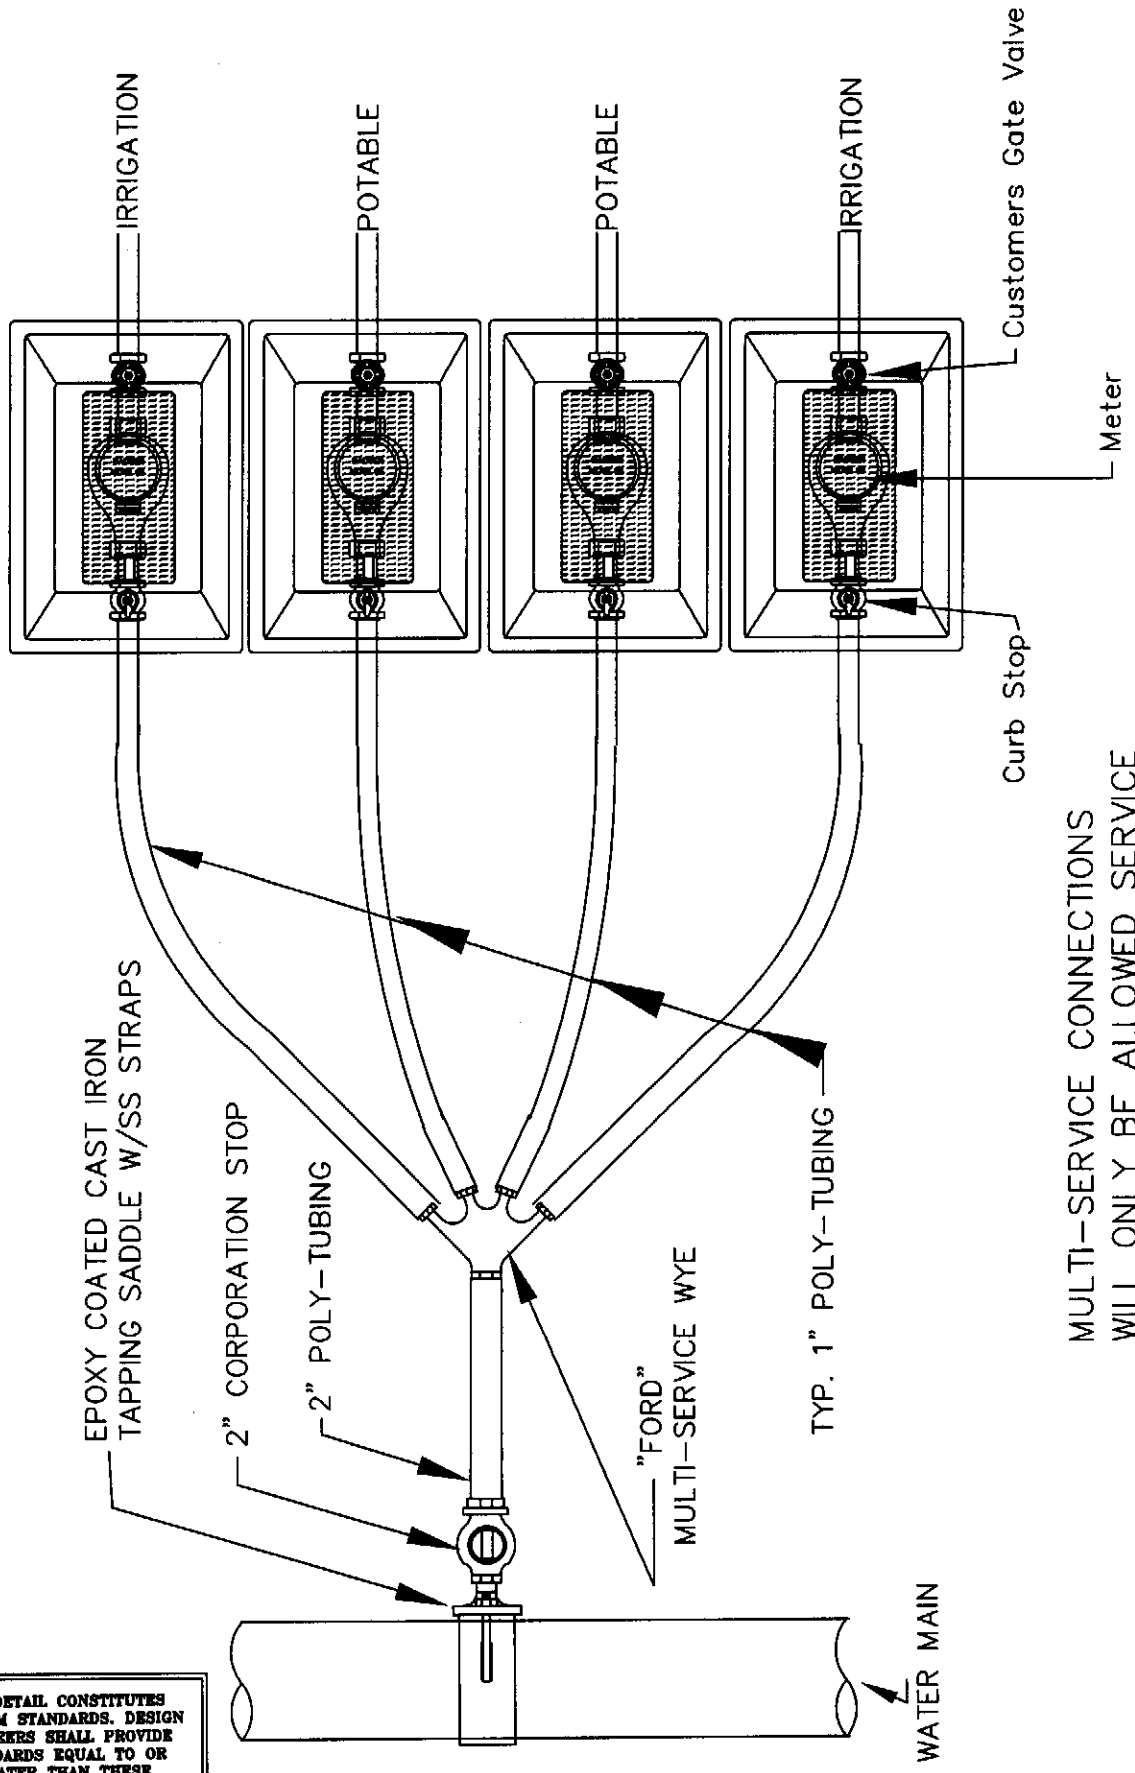 IRRIGATION
POTABLE
POTABLE
IRRIGATION
Customers Gate Valve
Meter
Curb Stop
EPOXY COATED CAST IRON
TAPPING SADDLE W/SS STRAPS
2" CORPORATION STOP
2" POLY-TUBING
"FORD"
MULTI-SERVICE WYE
TYP. 1" POLY-TUBING
WATER MAIN
MULTI-SERVICE CONNECTIONS
WILL ONLY BE ALLOWED SERVICE
DETAIL CONSTITUTES
STANDARDS. DESIGN
SHALL PROVIDE
EQUAL TO OR
THAN THESE